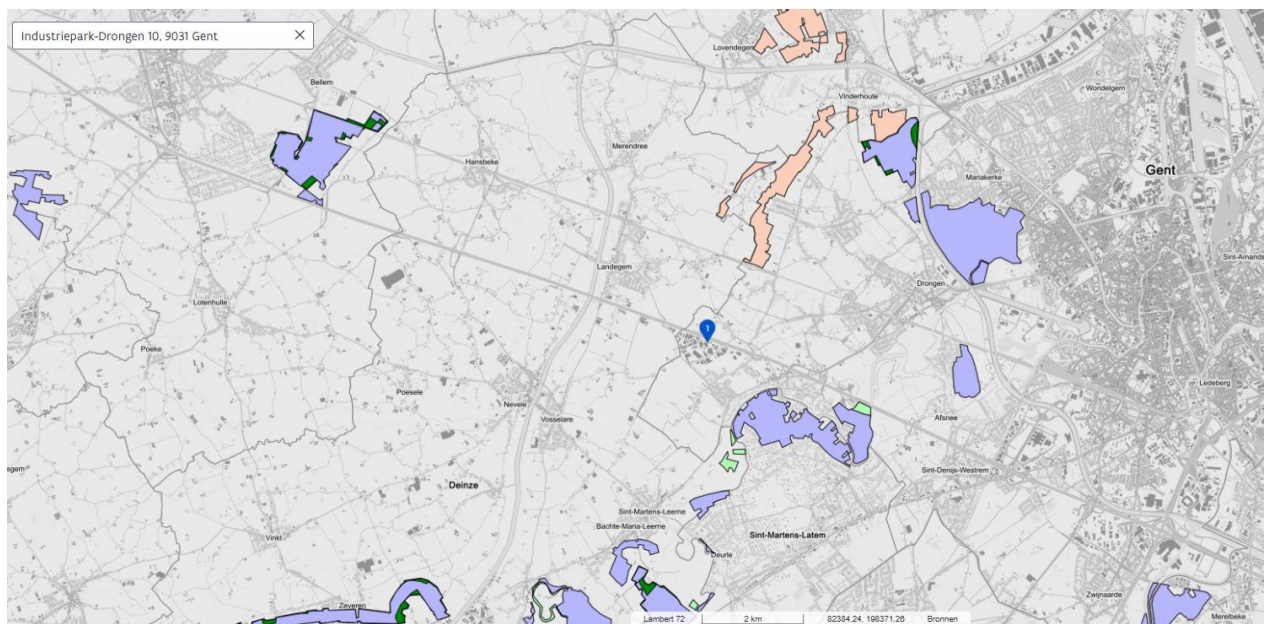 Industriepark-Drongen 10, 9031 Gent
Lovendegem
Wondelgem
Bellem
Vinderhoute
Merendree
Hansbeke
Mariakerke
Gent
Sint-Amands
Landegem
Drongen
Lotenhulle
1
Poeke
Ledeberg
Poesele
Nevele
Vosselare
Afsnee
egem
Sint-Denijs-Westrem
Deinze
Sint-Martens-Leerne
Bachte-Maria-Leerne
Vinkt
Sint-Martens-Latem
Deurle
Zwijnaarde
Zeveren
Merelbeke
Lambert 72 2 km 82384.24, 198371.26 Bronnen